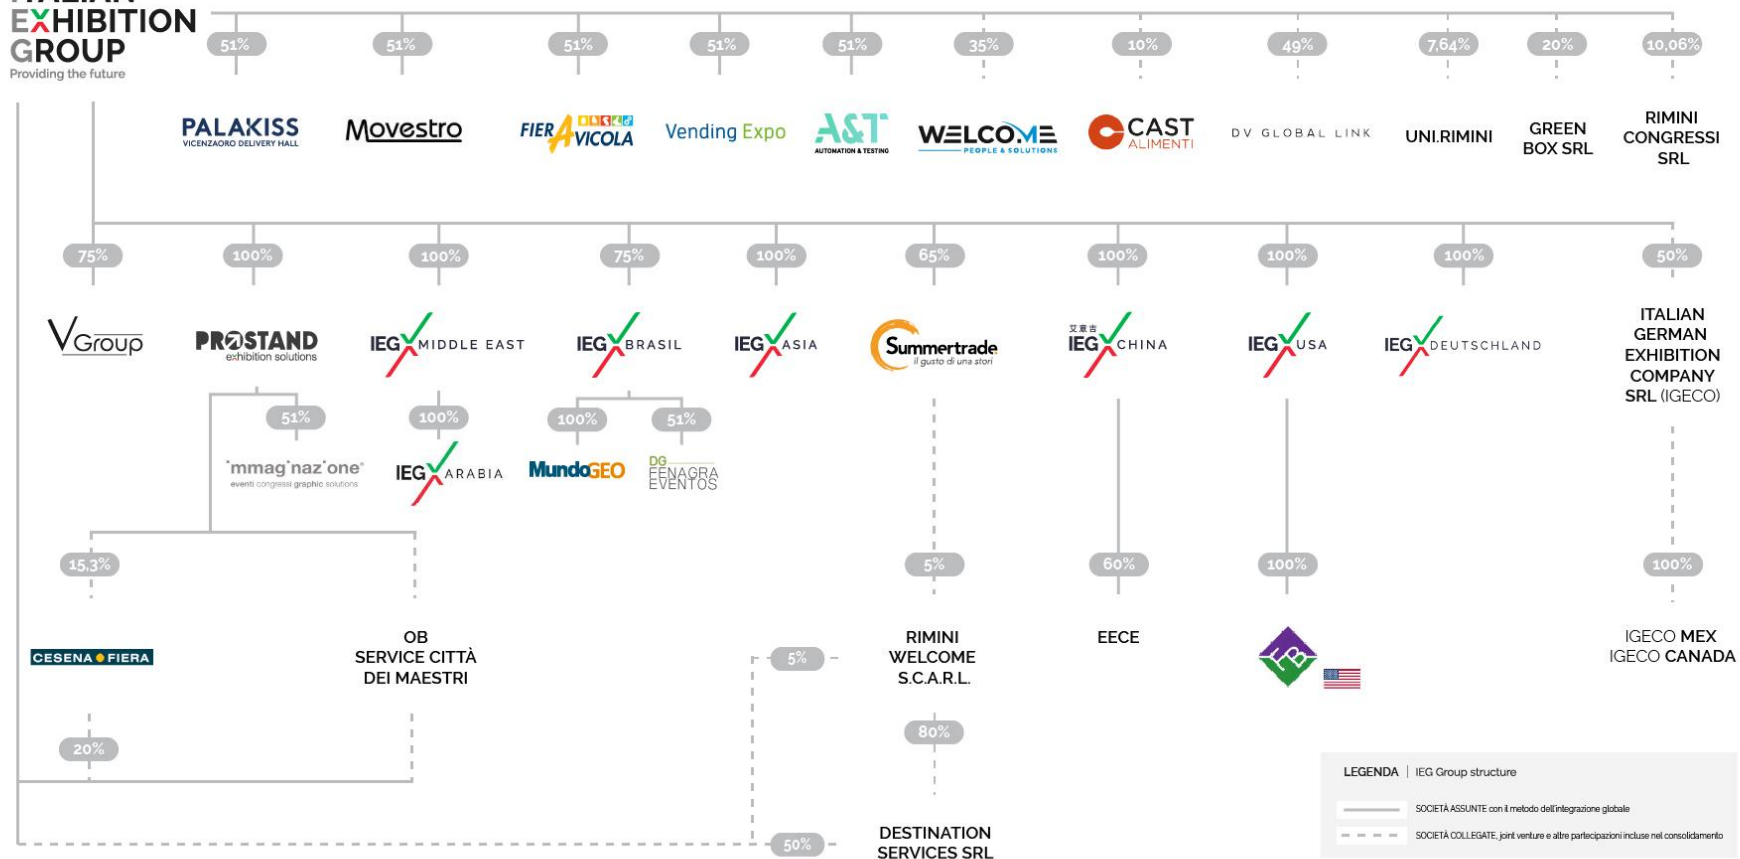 ITALIAN
EXHIBITION
GROUP
Providing the future
51%
51%
51%
51%
51%
35%
10%
49%
7,64%
20%
10,06%
PALAKISS
VICENZAORO DELIVERY HALL
Movestro
FIERAVICOLA
Vending Expo
A&T
AUTOMATION & TESTING
WELCOME
PEOPLE & SOLUTIONS
CAST
ALIMENTI
DV GLOBAL LINK
UNI.RIMINI
GREEN
BOX SRL
RIMINI
CONGRESSI
SRL
75%
100%
100%
75%
100%
65%
100%
100%
100%
50%
V Group
PROSTAND
exhibition solutions
IEG MIDDLE EAST
IEG BRASIL
IEG ASIA
Summertrade
il gusto di una stori
艾意吉
IEG CHINA
IEG USA
IEG DEUTSCHLAND
ITALIAN
GERMAN
EXHIBITION
COMPANY
SRL (IGECO)
51%
100%
100%
51%
immaginazione
eventi congressi graphic solutions
IEG ARABIA
MundoGEO
DG
FENAGRA
EVENTOS
15,3%
5%
60%
100%
100%
CESENA FIERA
OB
SERVICE CITTÀ
DEI MAESTRI
5%
RIMINI
WELCOME
S.C.A.R.L.
EECE
FB
IGECO MEX
IGECO CANADA
20%
80%
50%
DESTINATION
SERVICES SRL
LEGENDA | IEG Group structure
SOCIETÀ ASSUNTE con il metodo dell'integrazione globale
SOCIETÀ COLLEGATE, joint venture e altre partecipazioni incluse nel consolidamento